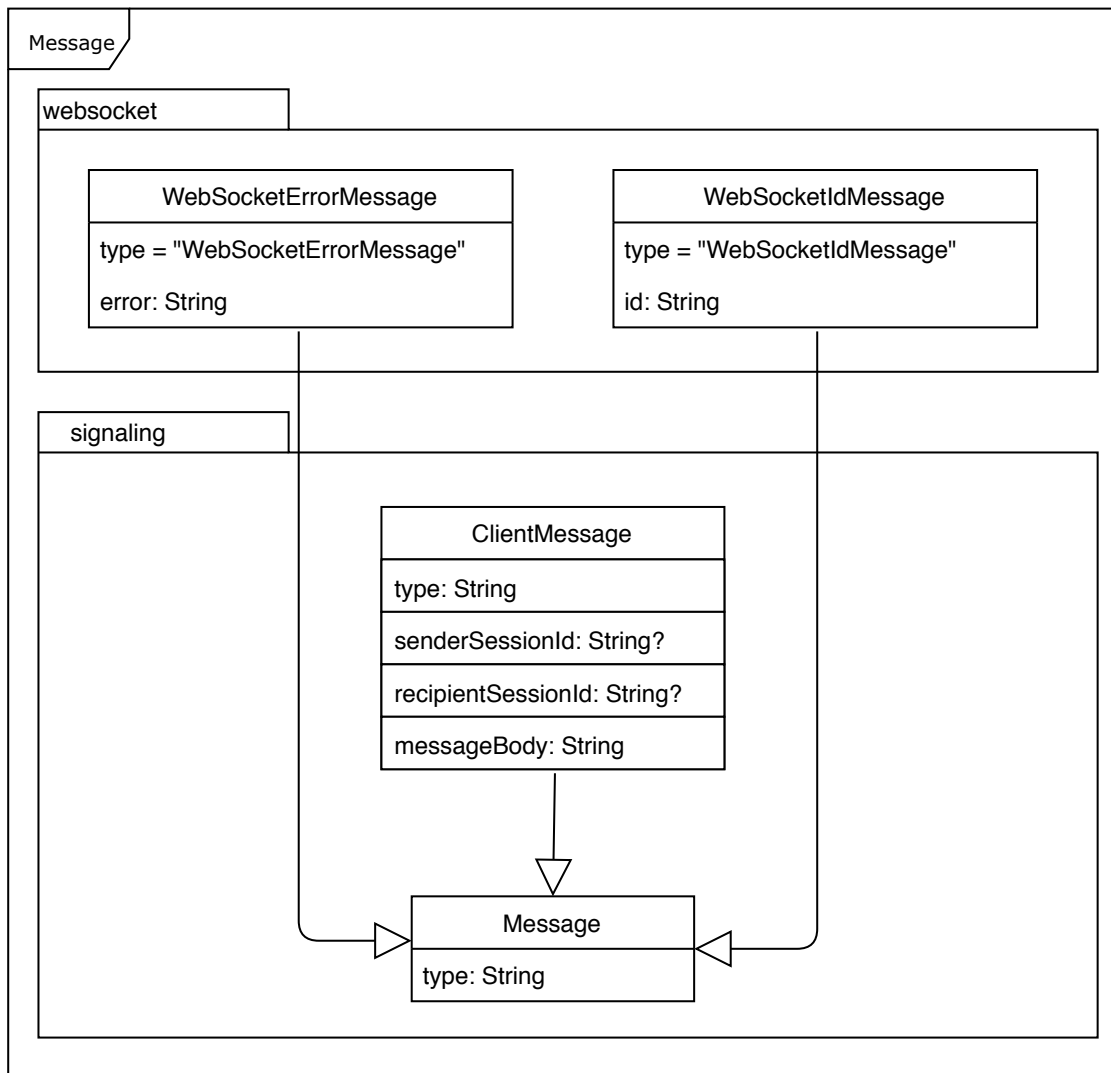 Message
websocket
WebSocketErrorMessage
type = "WebSocketErrorMessage"
error: String
WebSocketIdMessage
type = "WebSocketIdMessage"
id: String
signaling
ClientMessage
type: String
senderSessionId: String?
recipientSessionId: String?
messageBody: String
Message
type: String